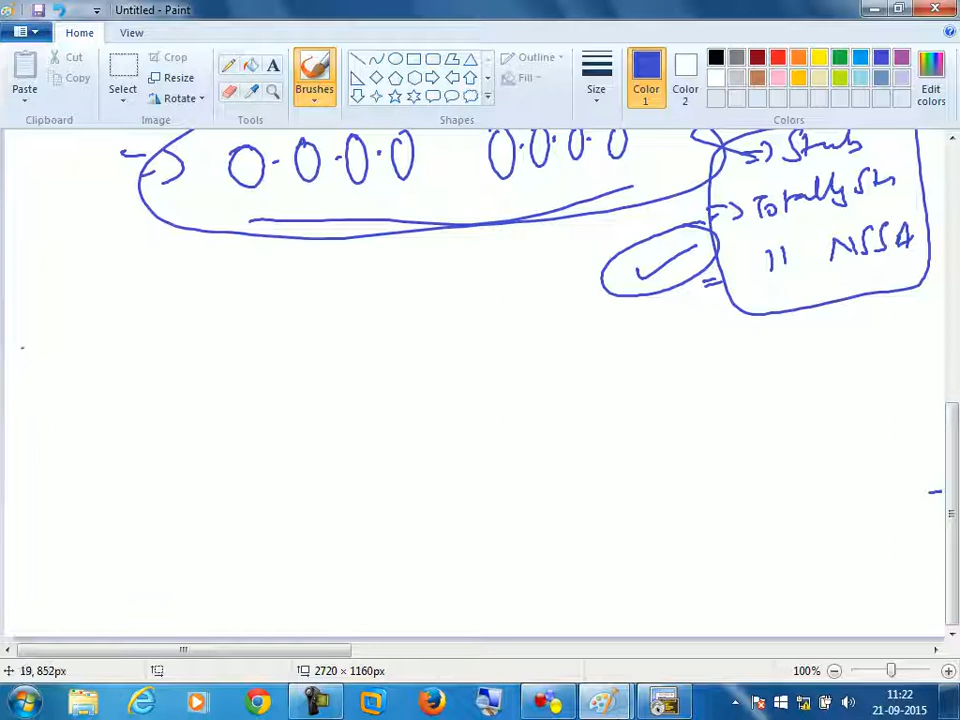 Untitled - Paint
Home View
Paste
Cut
Copy
Select
Crop
Resize
Rotate
A
Brushes
Outline
Fill
Size
Color 1
Color 2
Edit colors
Clipboard Image Tools Shapes Colors
0.0.0.0 0.0.0.0 => Stub
=> Totally Stu
11 NSSA
19, 852px 2720 × 1160px 100%
11:22
21-09-2015